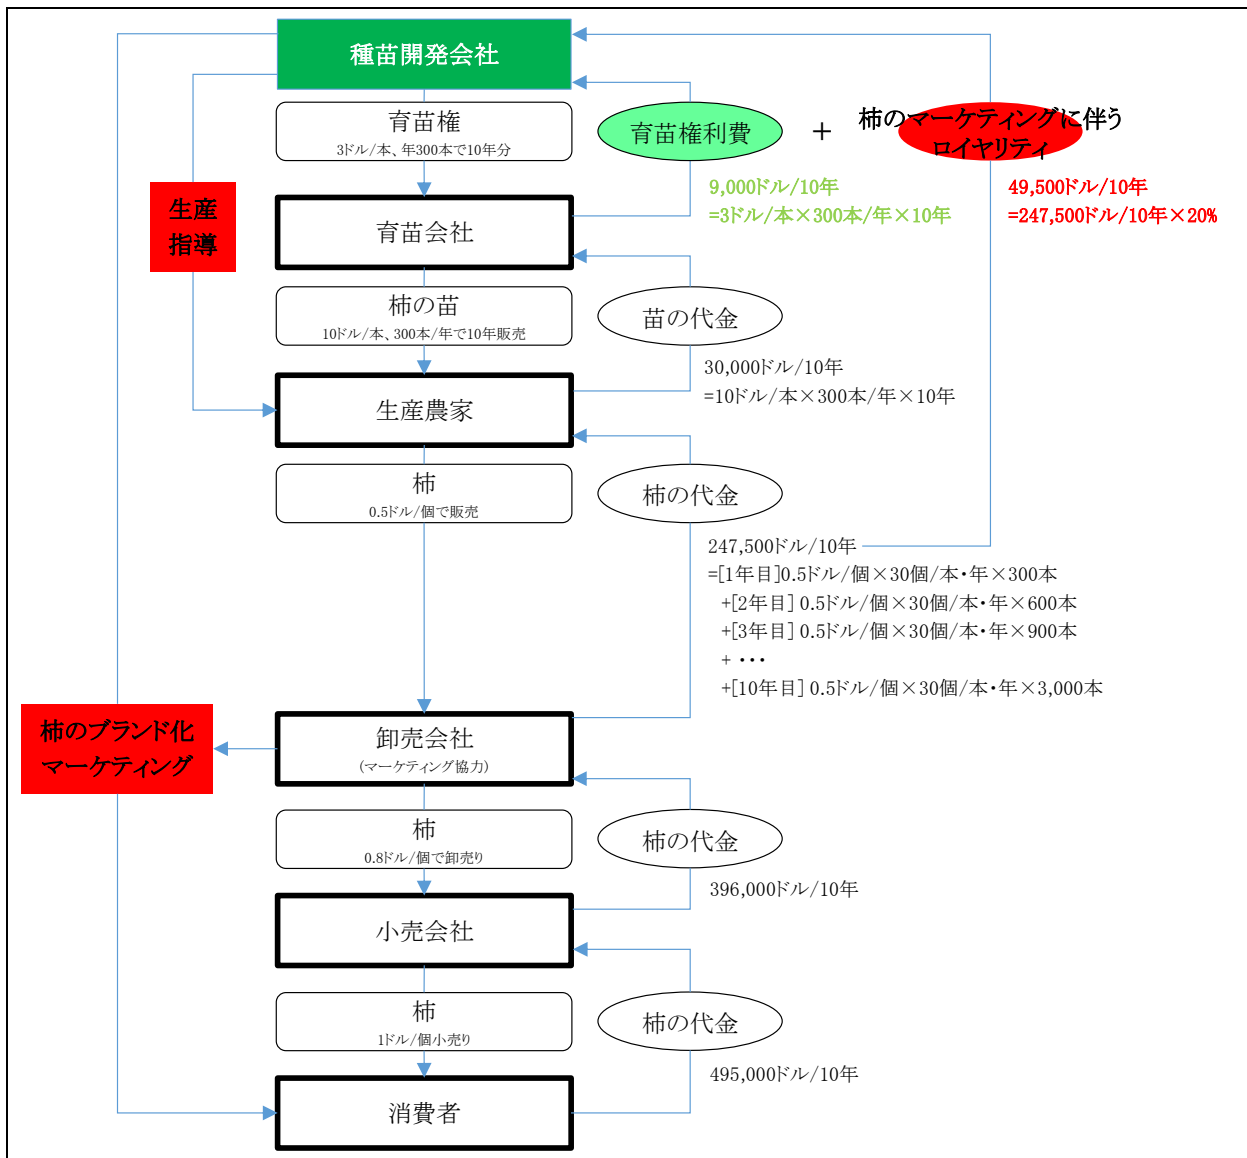 種苗開発会社
育苗権
3ドル/本、年300本で10年分
育苗権利費
+
柿のマーケティングに伴う
ロイヤリティ
9,000ドル/10年
=3ドル/本×300本/年×10年
49,500ドル/10年
=247,500ドル/10年×20%
生産
指導
育苗会社
柿の苗
10ドル/本、300本/年で10年販売
苗の代金
30,000ドル/10年
=10ドル/本×300本/年×10年
生産農家
柿
0.5ドル/個で販売
柿の代金
247,500ドル/10年
=[1年目]0.5ドル/個×30個/本・年×300本
+[2年目] 0.5ドル/個×30個/本・年×600本
+[3年目] 0.5ドル/個×30個/本・年×900本
+ ・・・
+[10年目] 0.5ドル/個×30個/本・年×3,000本
柿のブランド化
マーケティング
卸売会社
(マーケティング協力)
柿
0.8ドル/個で卸売り
柿の代金
396,000ドル/10年
小売会社
柿
1ドル/個小売り
柿の代金
495,000ドル/10年
消費者